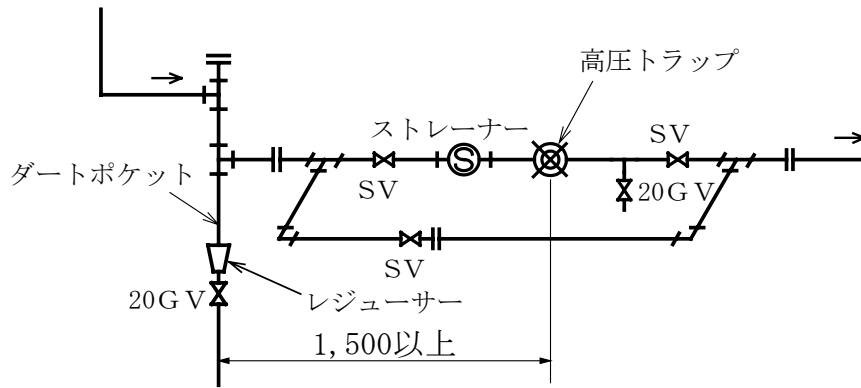 高圧トラップ
ストレーナー
SV
ダートポケット
SV
20GV
S
SV
20GV
レジューサー
1,500以上